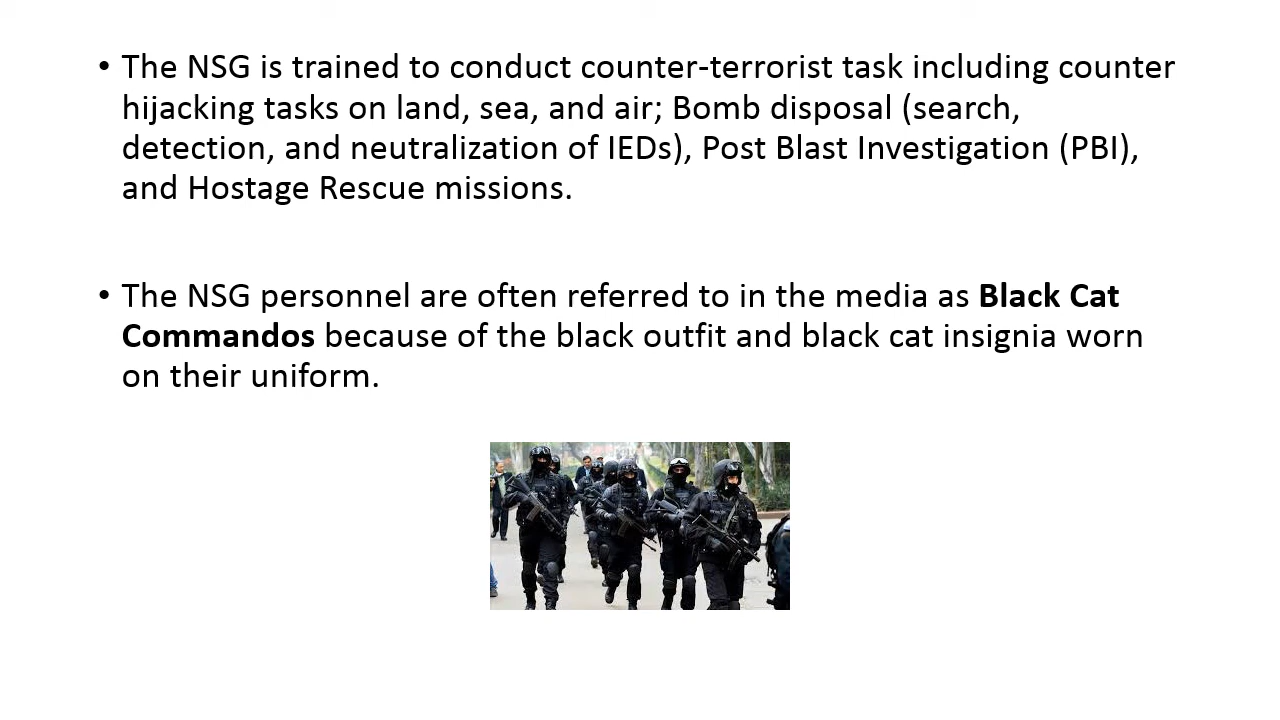 • The NSG is trained to conduct counter-terrorist task including counter
hijacking tasks on land, sea, and air; Bomb disposal (search,
detection, and neutralization of IEDs), Post Blast Investigation (PBI),
and Hostage Rescue missions.
• The NSG personnel are often referred to in the media as Black Cat
Commandos because of the black outfit and black cat insignia worn
on their uniform.